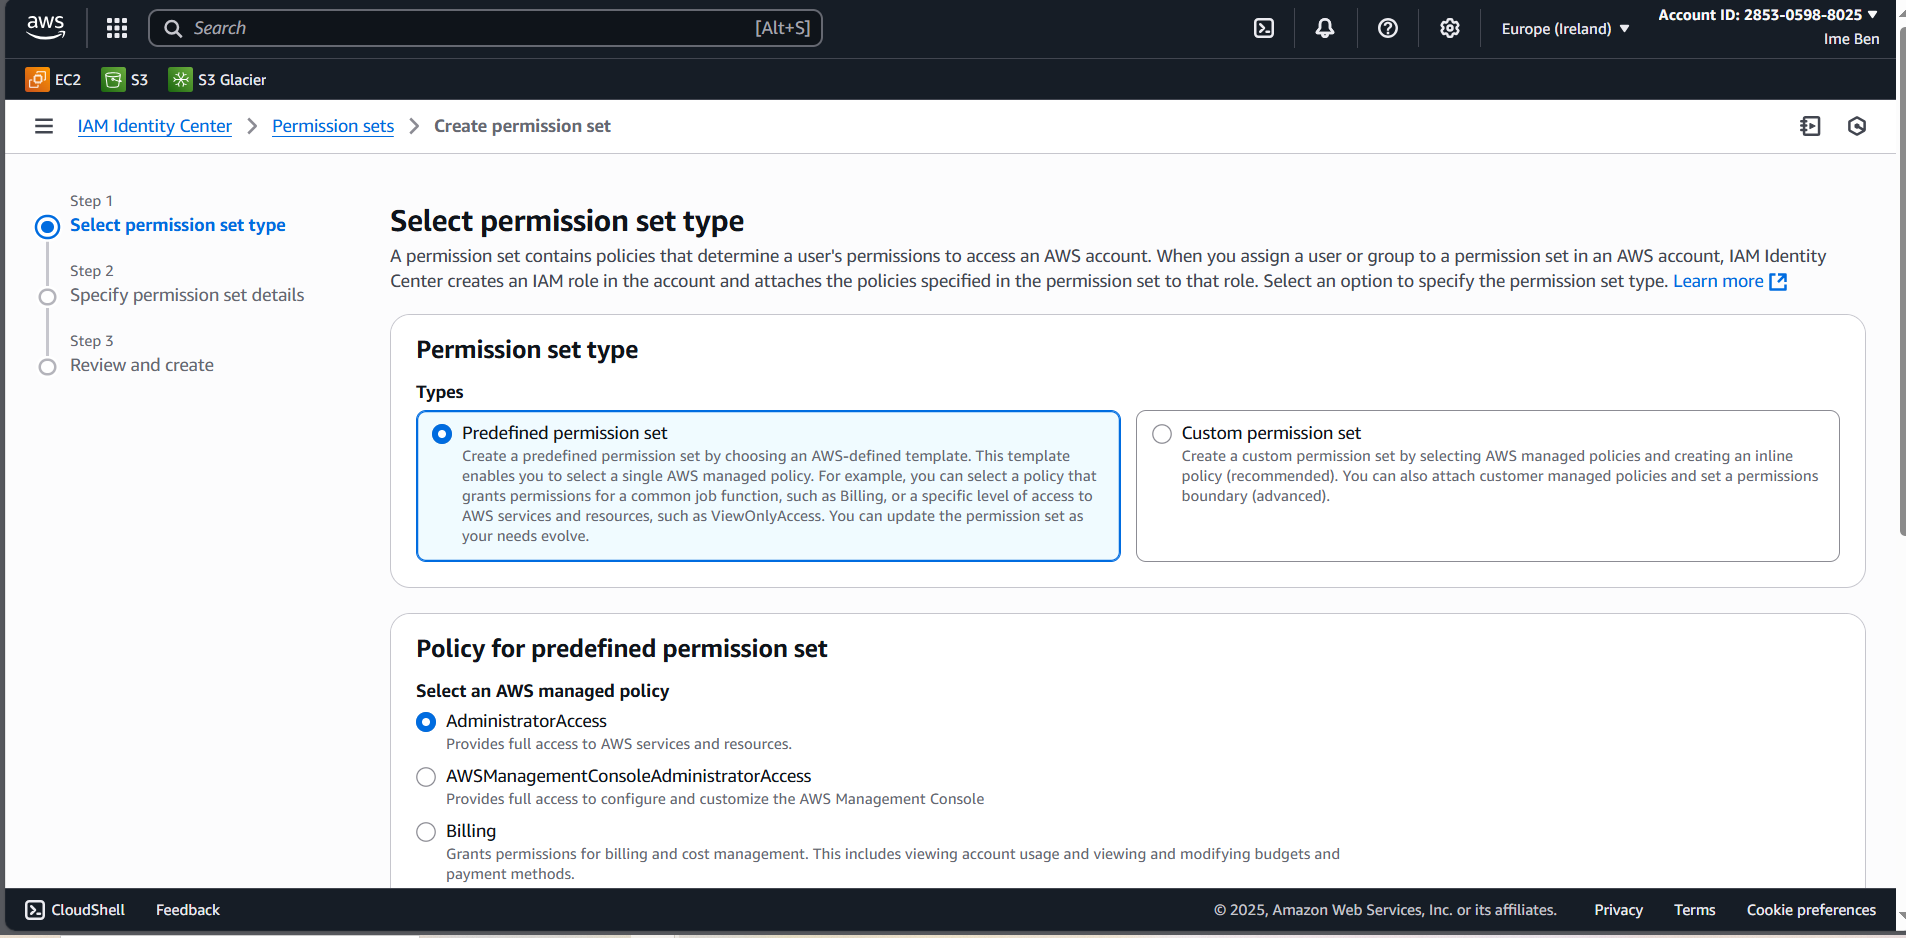 aws
Search
[Alt+S]
Europe (Ireland)
Account ID: 2853-0598-8025
Ime Ben
EC2
S3
S3 Glacier
IAM Identity Center
Permission sets
Create permission set
Step 1
Select permission set type
Step 2
Specify permission set details
Step 3
Review and create
Select permission set type
A permission set contains policies that determine a user's permissions to access an AWS account. When you assign a user or group to a permission set in an AWS account, IAM Identity
Center creates an IAM role in the account and attaches the policies specified in the permission set to that role. Select an option to specify the permission set type. Learn more
Permission set type
Types
Predefined permission set
Create a predefined permission set by choosing an AWS-defined template. This template
enables you to select a single AWS managed policy. For example, you can select a policy that
grants permissions for a common job function, such as Billing, or a specific level of access to
AWS services and resources, such as ViewOnlyAccess. You can update the permission set as
your needs evolve.
Custom permission set
Create a custom permission set by selecting AWS managed policies and creating an inline
policy (recommended). You can also attach customer managed policies and set a permissions
boundary (advanced).
Policy for predefined permission set
Select an AWS managed policy
AdministratorAccess
Provides full access to AWS services and resources.
AWSManagementConsoleAdministratorAccess
Provides full access to configure and customize the AWS Management Console
Billing
Grants permissions for billing and cost management. This includes viewing account usage and viewing and modifying budgets and
payment methods.
CloudShell
Feedback
© 2025, Amazon Web Services, Inc. or its affiliates.
Privacy
Terms
Cookie preferences